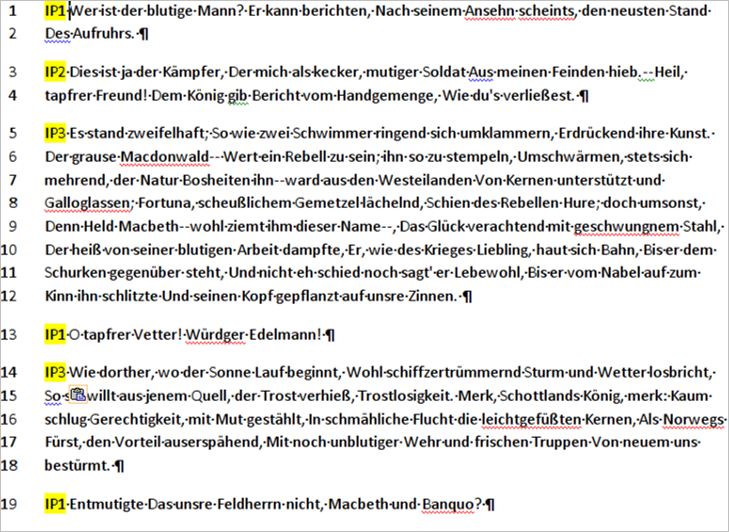 1 IP1 Wer ist der blutige Mann? Er kann berichten, Nach seinem Ansehn scheints, den neusten Stand
2 Des Aufruhrs. ¶
3 IP2 Dies ist ja der Kämpfer, Der mich als kecker, mutiger Soldat Aus meinen Feinden hieb.--Heil,
4 tapfrer Freund! Dem König gib Bericht vom Handgemenge, Wie du's verließest. ¶
5 IP3 Es stand zweifelhaft; So wie zwei Schwimmer ringend sich umklammern, Erdrückend ihre Kunst.
6 Der grause Macdonwald--Wert ein Rebell zu sein; ihn so zu stempeln, Umschwärmen, stets sich
7 mehrend, der Natur Bosheiten ihn--ward aus den Westeilanden Von Kernen unterstützt und
8 Galloglassen; Fortuna, scheußlichem Gemetzel lächelnd, Schien des Rebellen Hure; doch umsonst,
9 Denn Held Macbeth--wohl ziemt ihm dieser Name--, Das Glück verachtend mit geschwungnem Stahl,
10 Der heiß von seiner blutigen Arbeit dampfte, Er, wie des Krieges Liebling, haut sich Bahn, Bis er dem
11 Schurken gegenüber steht, Und nicht eh schied noch sagt' er Lebewohl, Bis er vom Nabel auf zum
12 Kinn ihn schlitzte Und seinen Kopf gepflanzt auf unsre Zinnen. ¶
13 IP1 O tapfrer Vetter! Würdger Edelmann! ¶
14 IP3 Wie dorther, wo der Sonne Lauf beginnt, Wohl schiffzertrümmernd Sturm und Wetter losbricht,
15 So willt aus jenem Quell, der Trost verhieß, Trostlosigkeit. Merk, Schottlands König, merk: Kaum
16 schlug Gerechtigkeit, mit Mut gestählt, In schmähliche Flucht die leichtgefüßten Kernen, Als Norwegs
17 Fürst, den Vorteil auserspähend, Mit noch unblutiger Wehr und frischen Truppen Von neuem uns
18 bestürmt. ¶
19 IP1 Entmutigte Das unsre Feldherrn nicht, Macbeth und Banquo? ¶